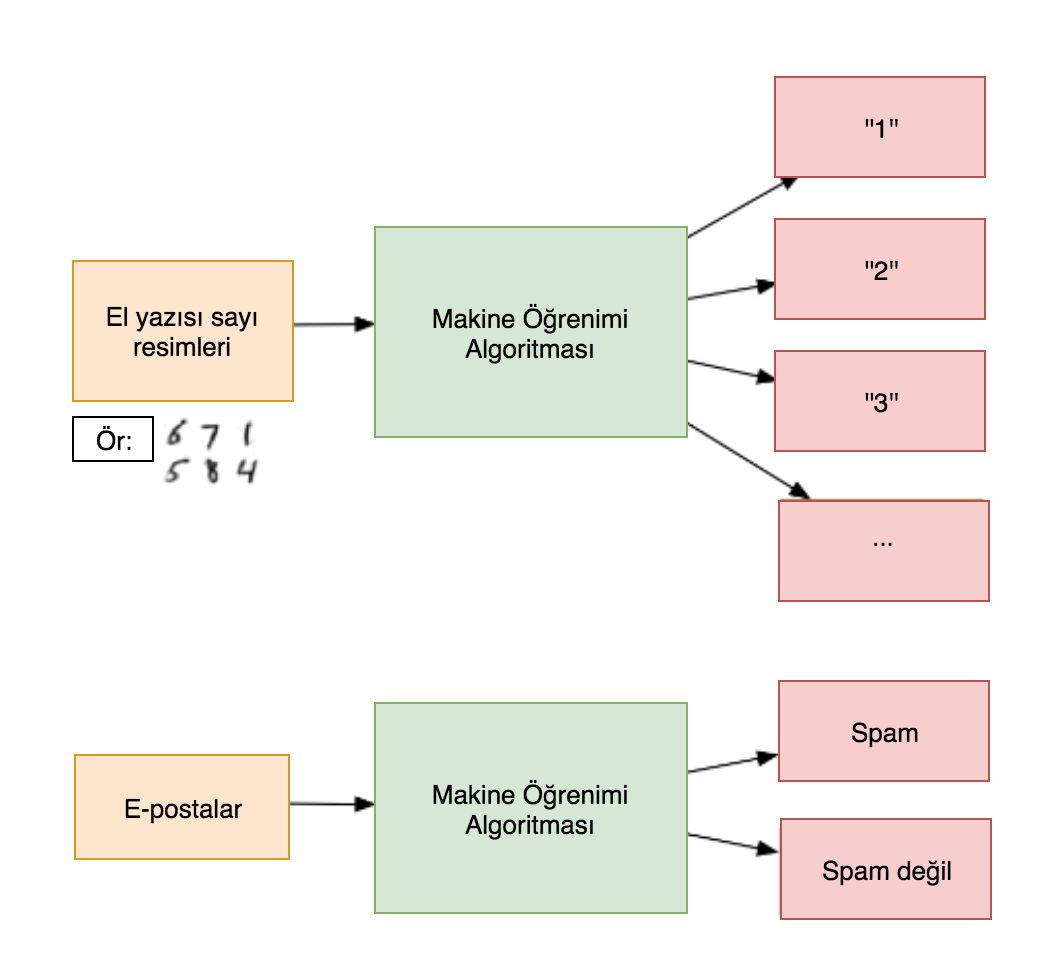 El yazısı sayı
resimleri
Ör:
6 7 1
5 8 4
Makine Öğrenimi
Algoritması
"1"
"2"
"3"
...
E-postalar
Makine Öğrenimi
Algoritması
Spam
Spam değil